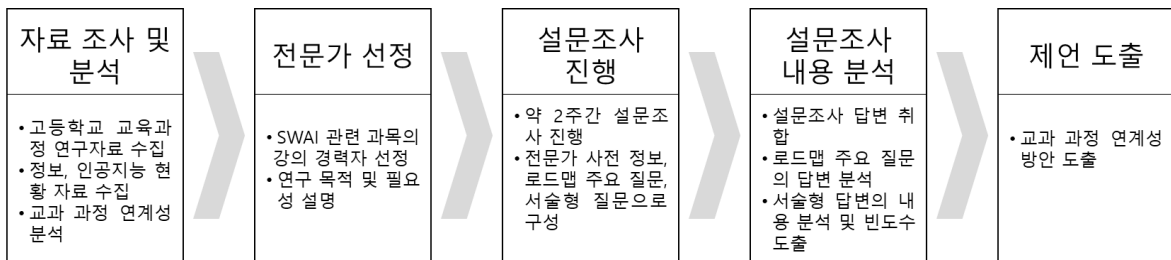 자료 조사 및
분석
• 고등학교 교육과
정 연구자료 수집
• 정보, 인공지능 현
황 자료 수집
• 교과 과정 연계성
분석
전문가 선정
• SWAI 관련 과목의
강의 경력자 선정
• 연구 목적 및 필요
성 설명
설문조사
진행
• 약 2주간 설문조
사 진행
• 전문가 사전 정보,
로드맵 주요 질문,
서술형 질문으로
구성
설문조사
내용 분석
• 설문조사 답변 취
합
• 로드맵 주요 질문
의 답변 분석
• 서술형 답변의 내
용 분석 및 빈도수
도출
제언 도출
• 교과 과정 연계성
방안 도출